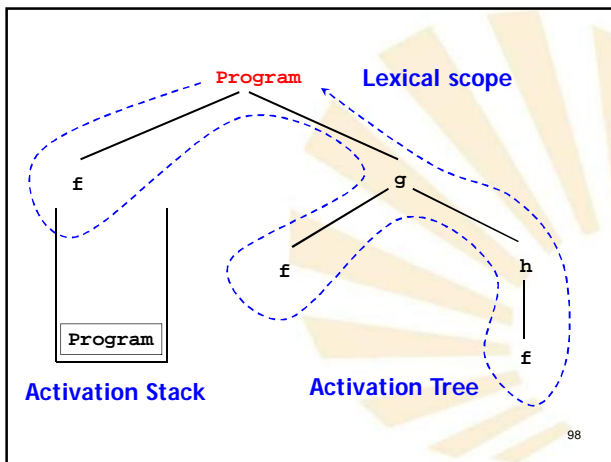 Program
Lexical scope
f
g
f
h
Program
f
Activation Stack
Activation Tree
98